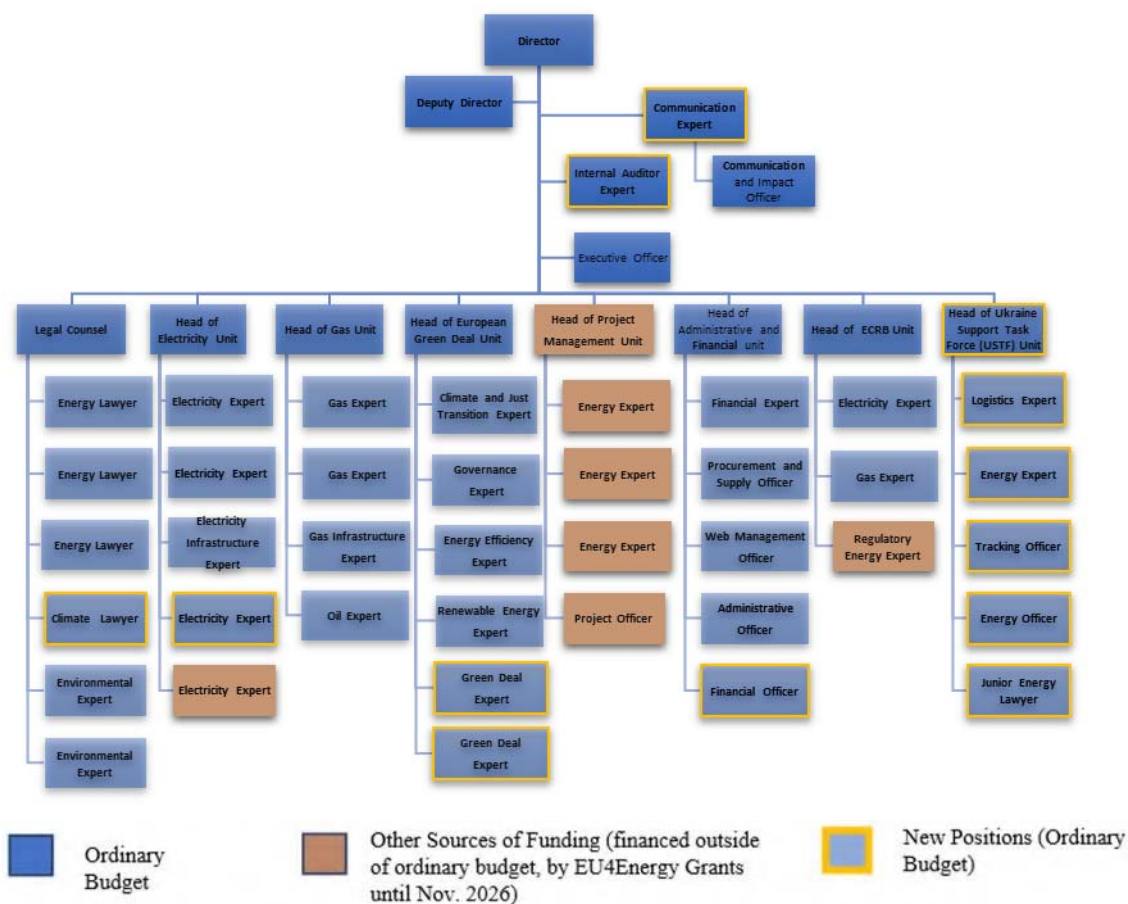 Director
Deputy Director
Communication
Expert
Internal Auditor
Expert
Communication
and Impact
Officer
Executive Officer
Legal Counsel
Head of
Electricity Unit
Head of Gas Unit
Head of European
Green Deal Unit
Head of Project
Management Unit
Head of
Administrative and
Financial unit
Head of ECRB Unit
Head of Ukraine
Support Task
Force (USTF) Unit
Energy Lawyer
Energy Lawyer
Energy Lawyer
Climate Lawyer
Environmental
Expert
Environmental
Expert
Electricity Expert
Electricity Expert
Electricity
Infrastructure
Expert
Electricity Expert
Electricity Expert
Gas Expert
Gas Expert
Gas Infrastructure
Expert
Oil Expert
Climate and Just
Transition Expert
Governance
Expert
Energy Efficiency
Expert
Renewable Energy
Expert
Green Deal
Expert
Green Deal
Expert
Energy Expert
Energy Expert
Energy Expert
Project Officer
Financial Expert
Procurement and
Supply Officer
Web Management
Officer
Administrative
Officer
Financial Officer
Electricity Expert
Gas Expert
Regulatory
Energy Expert
Logistics Expert
Energy Expert
Tracking Officer
Energy Officer
Junior Energy
Lawyer
Ordinary
Budget
Other Sources of Funding (financed outside
of ordinary budget, by EU4Energy Grants
until Nov. 2026)
New Positions (Ordinary
Budget)